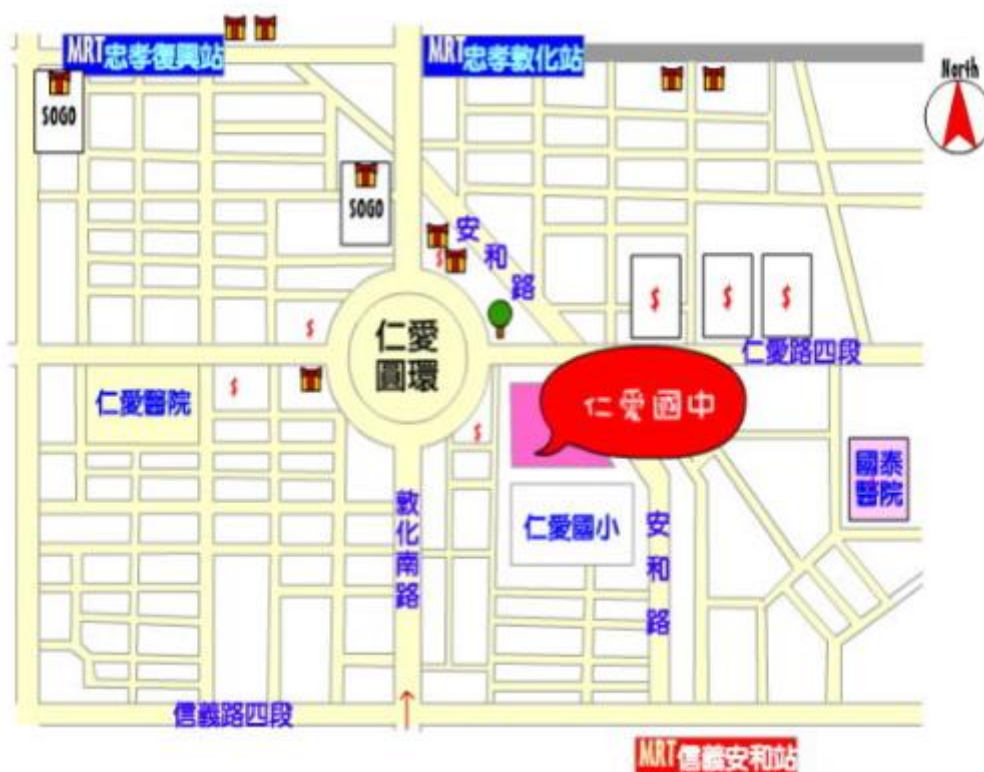 MRT忠孝復興站
MRT忠孝敦化站
North
SOGO
SOGO
安和路
$
$
$
$
$
仁愛
圓環
仁愛路四段
仁愛國中
仁愛醫院
$
$
國泰
醫院
敦化南路
仁愛國小
安和路
信義路四段
MRT信義安和站